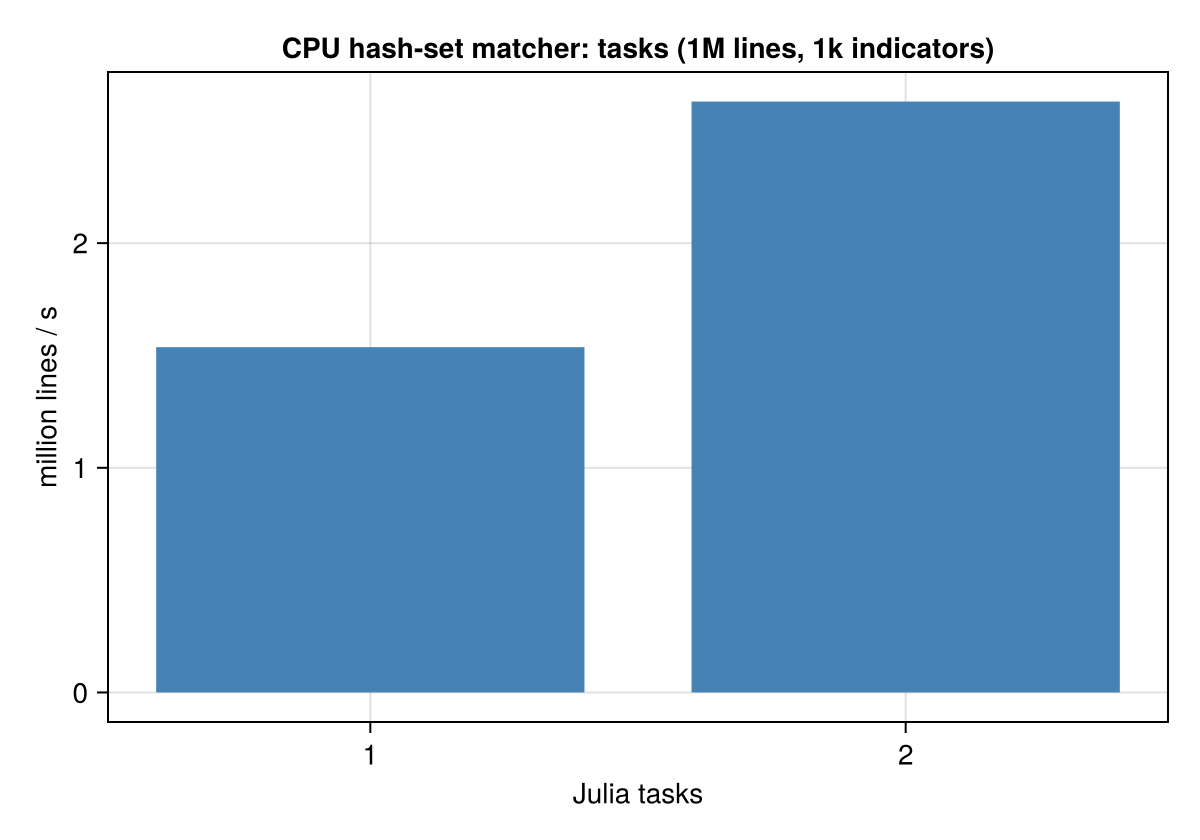 CPU hash-set matcher: tasks (1M lines, 1k indicators)
million lines / s
2
1
0
1
2
Julia tasks